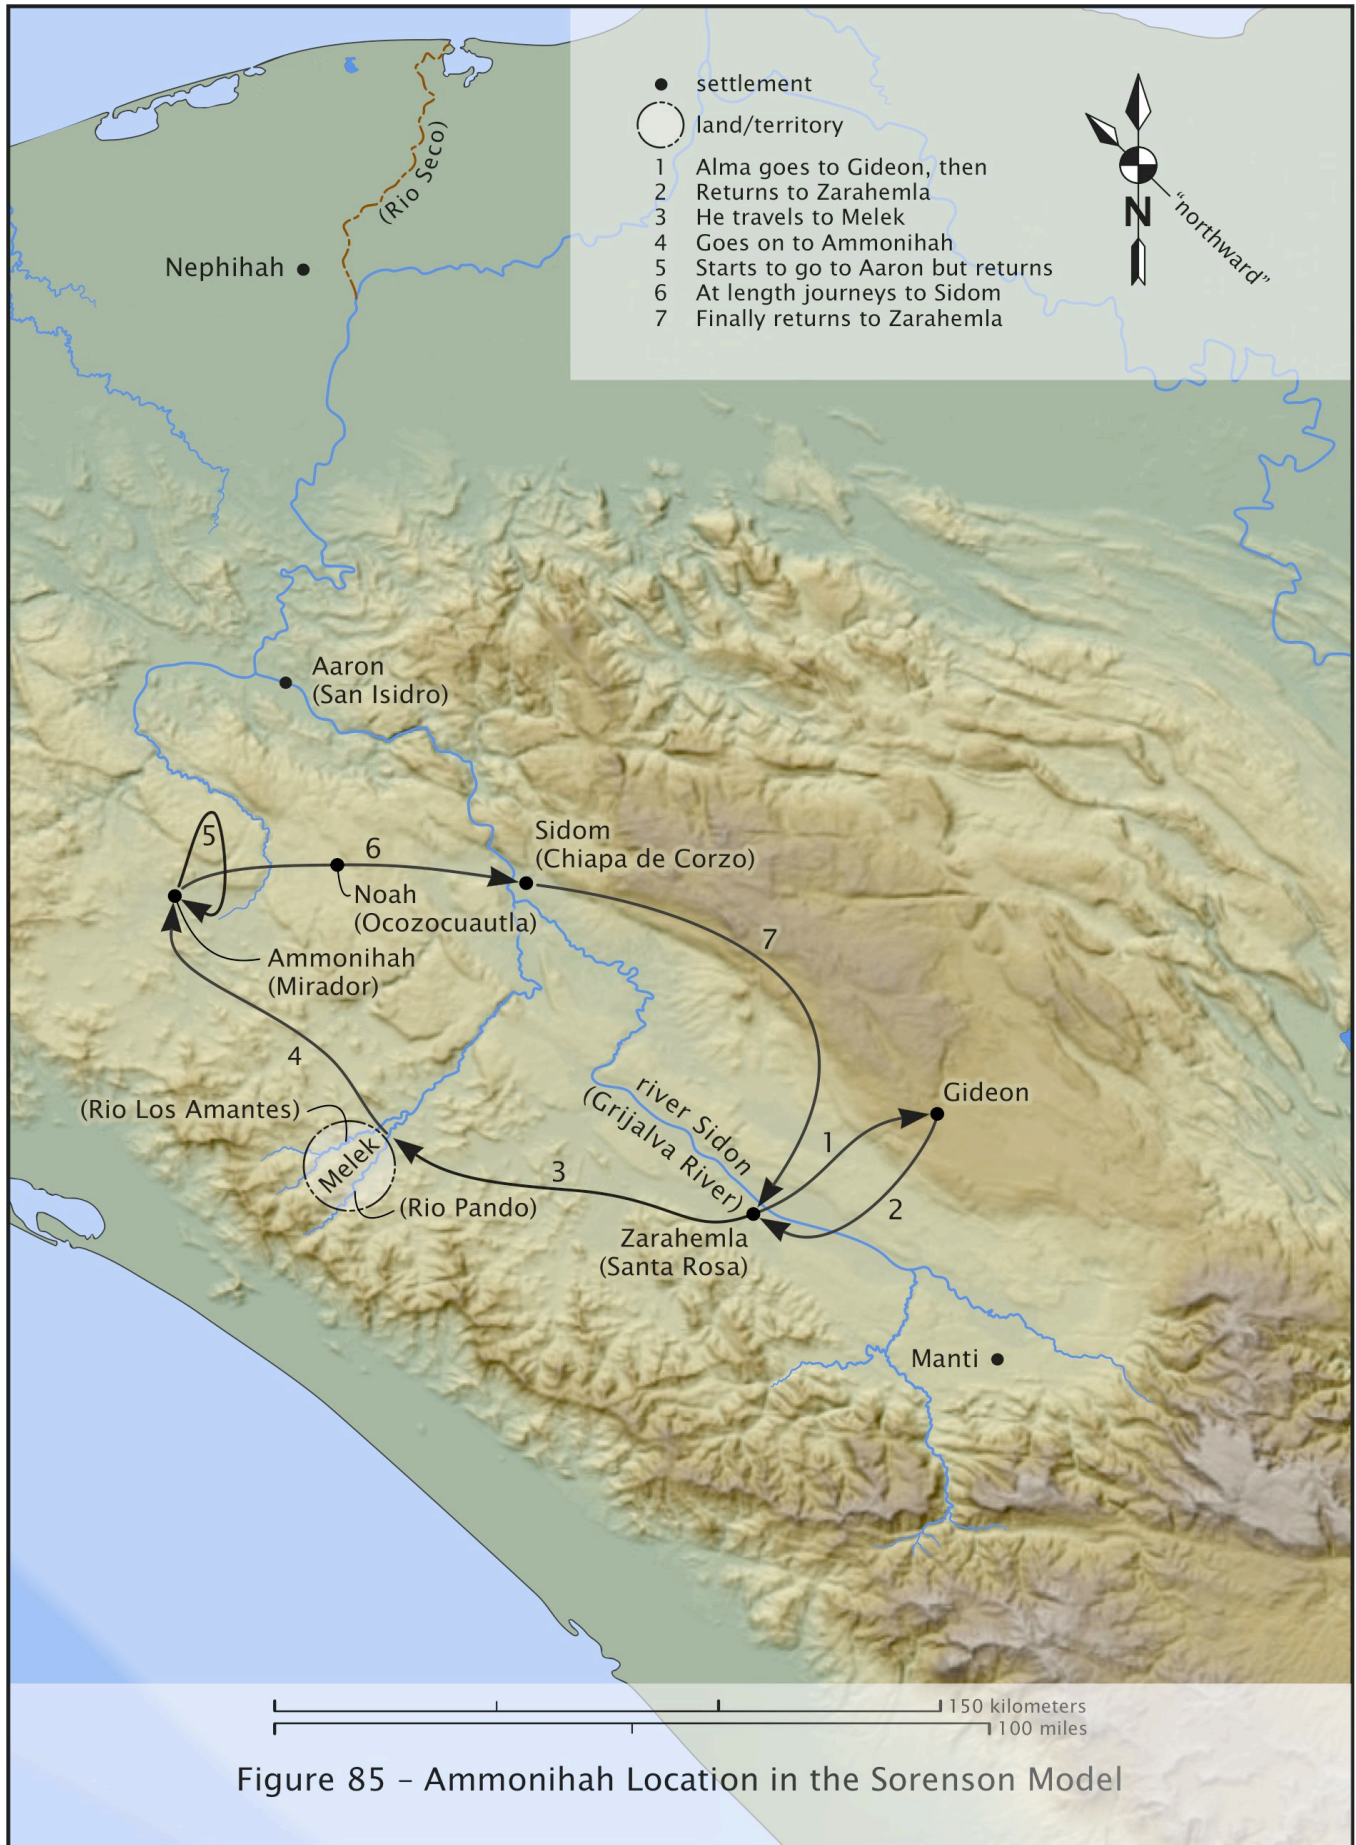 settlement
land/territory
1 Alma goes to Gideon, then
2 Returns to Zarahemla
3 He travels to Melek
4 Goes on to Ammonihah
5 Starts to go to Aaron but returns
6 At length journeys to Sidom
7 Finally returns to Zarahemla
N
“northward”
(Rio Seco)
Nephihah
Aaron
(San Isidro)
5
6
Sidom
(Chiapa de Corzo)
Noah
(Ocozocuautla)
7
Ammonihah
(Mirador)
4
(Rio Los Amantes)
Melek
(Rio Pando)
3
river Sidon
(Grijalva River)
Gideon
1
2
Zarahemla
(Santa Rosa)
Manti
150 kilometers
100 miles
Figure 85 – Ammonihah Location in the Sorenson Model